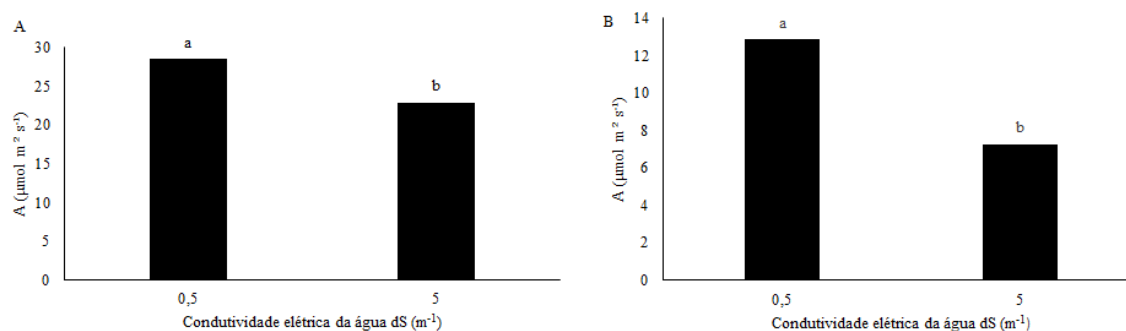 A
A (μmol m⁻² s⁻¹)
30
25
20
15
10
5
0
a
b
0,5
5
Condutividade elétrica da água dS (m⁻¹)
B
A (μmol m⁻² s⁻¹)
14
12
10
8
6
4
2
0
a
b
0,5
5
Condutividade elétrica da água dS (m⁻¹)